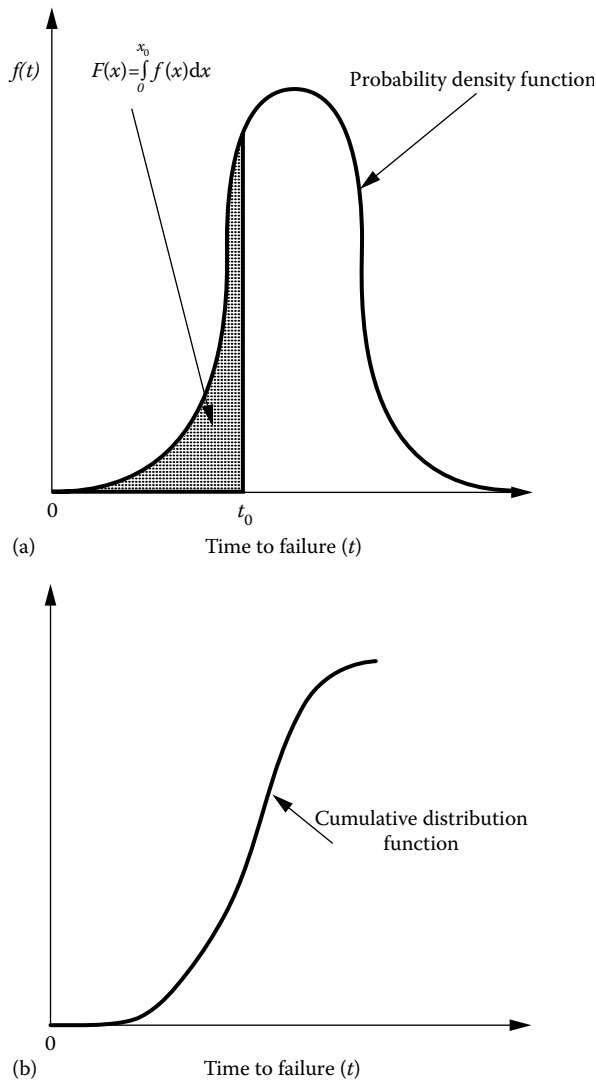 f(t)
F(x)=∫₀^{x₀} f(x)dx
Probability density function
0
t₀
(a)
Time to failure (t)
Cumulative distribution
function
0
(b)
Time to failure (t)